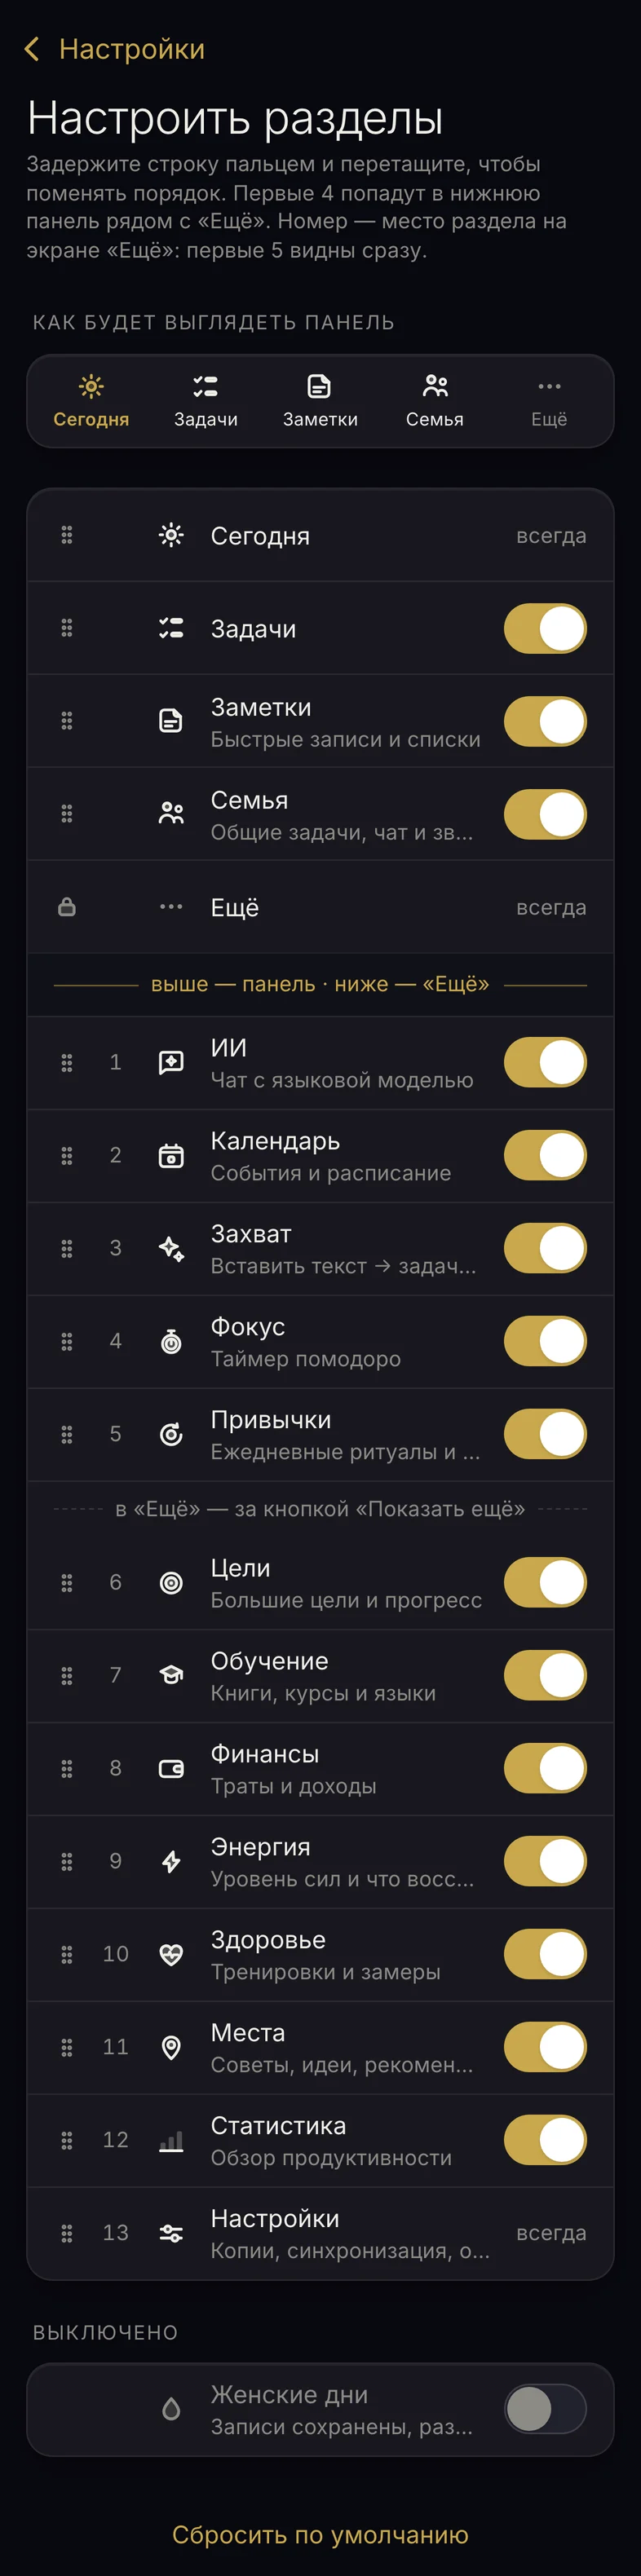 Настройки
Настроить разделы
Задержите строку пальцем и перетащите, чтобы
поменять порядок. Первые 4 попадут в нижнюю
панель рядом с «Ещё». Номер — место раздела на
экране «Ещё»: первые 5 видны сразу.
КАК БУДЕТ ВЫГЛЯДЕТЬ ПАНЕЛЬ
Сегодня Задачи Заметки Семья Ещё
Сегодня всегда
Задачи
Заметки
Быстрые записи и списки
Семья
Общие задачи, чат и зв...
Ещё всегда
выше — панель · ниже — «Ещё»
1 ИИ
Чат с языковой моделью
2 Календарь
События и расписание
3 Захват
Вставить текст → задач...
4 Фокус
Таймер помодоро
5 Привычки
Ежедневные ритуалы и ...
в «Ещё» — за кнопкой «Показать ещё»
6 Цели
Большие цели и прогресс
7 Обучение
Книги, курсы и языки
8 Финансы
Траты и доходы
9 Энергия
Уровень сил и что восс...
10 Здоровье
Тренировки и замеры
11 Места
Советы, идеи, рекомен...
12 Статистика
Обзор продуктивности
13 Настройки всегда
Копии, синхронизация, о...
ВЫКЛЮЧЕНО
Женские дни
Записи сохранены, раз...
Сбросить по умолчанию